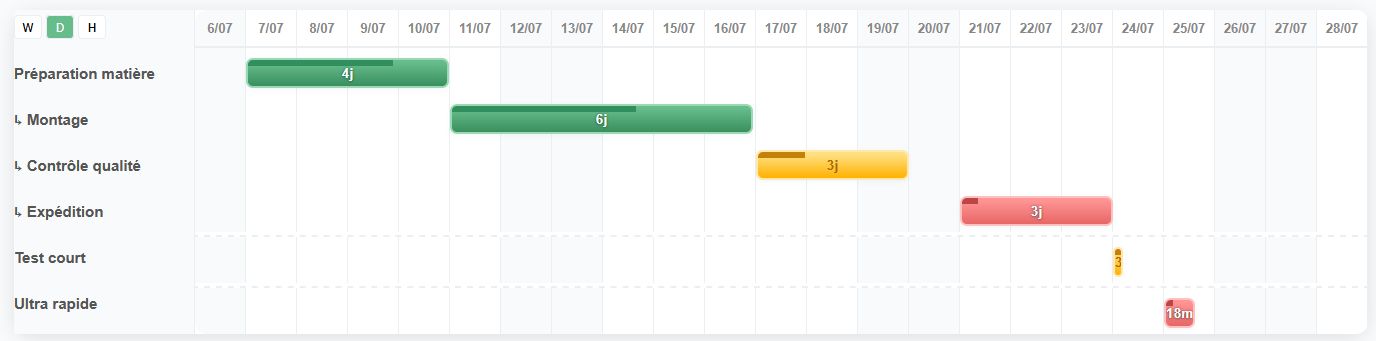 W D H 6/07 7/07 8/07 9/07 10/07 11/07 12/07 13/07 14/07 15/07 16/07 17/07 18/07 19/07 20/07 21/07 22/07 23/07 24/07 25/07 26/07 27/07 28/07
Préparation matière 4j
↳ Montage 6j
↳ Contrôle qualité 3j
↳ Expédition 3j
Test court 3
Ultra rapide 18m